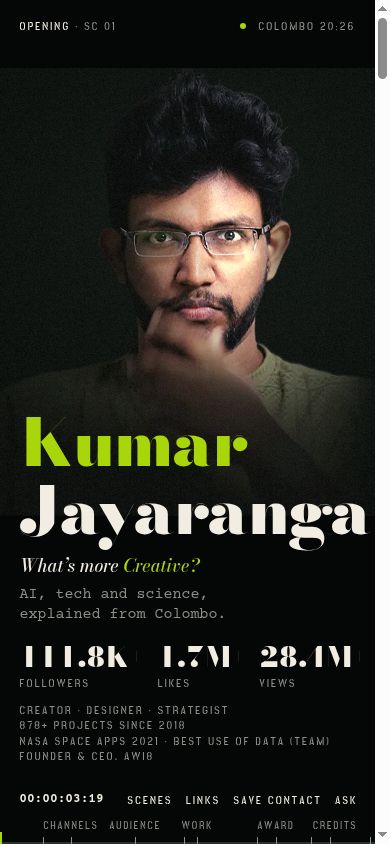 OPENING · SC 01
COLOMBO 20:26
Kumar
Jayaranga
What's more Creative?
AI, tech and science,
explained from Colombo.
111.8K 1.7M 28.4M
FOLLOWERS LIKES VIEWS
CREATOR · DESIGNER · STRATEGIST
878+ PROJECTS SINCE 2018
NASA SPACE APPS 2021 · BEST USE OF DATA (TEAM)
FOUNDER & CEO, AWI8
00:00:03:19 SCENES LINKS SAVE CONTACT ASK
CHANNELS AUDIENCE WORK AWARD CREDITS